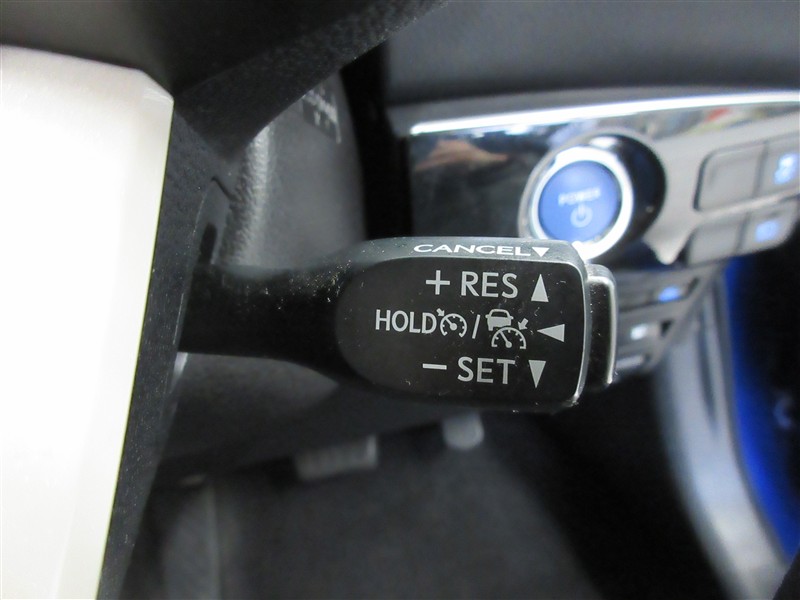 POWER
CANCEL▼
+ RES ▲
HOLD / ◀
− SET ▼